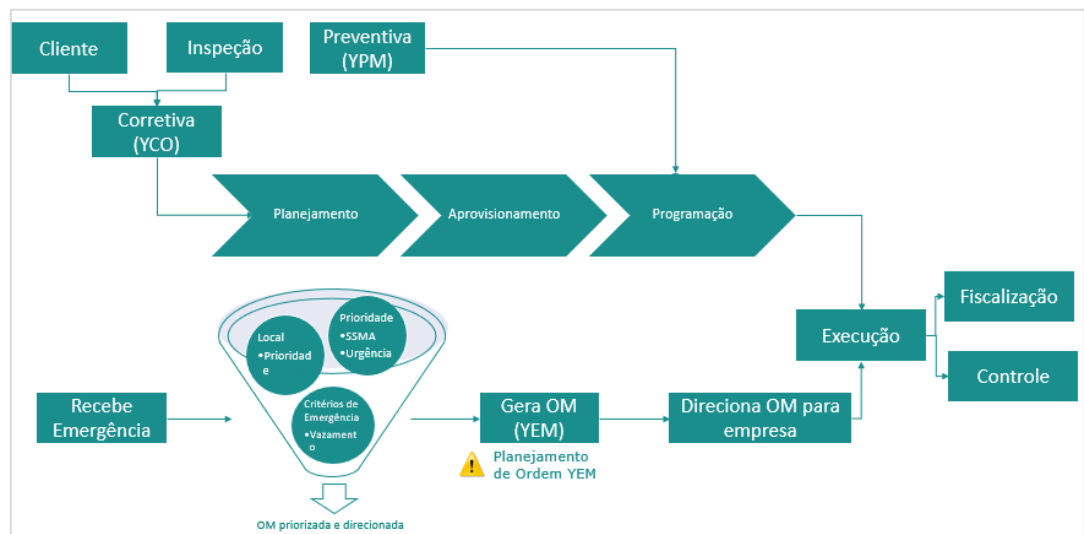 Cliente
Inspeção
Preventiva
(YPM)
Corretiva
(YCO)
Planejamento
Aprovisionamento
Programação
Fiscalização
Execução
Controle
Local
•Prioridad
e
Prioridade
•SSMA
•Urgência
Critérios de
Emergência
•Vazament
o
Recebe
Emergência
Gera OM
(YEM)
Direciona OM para
empresa
Planejamento
de Ordem YEM
OM priorizada e direcionada